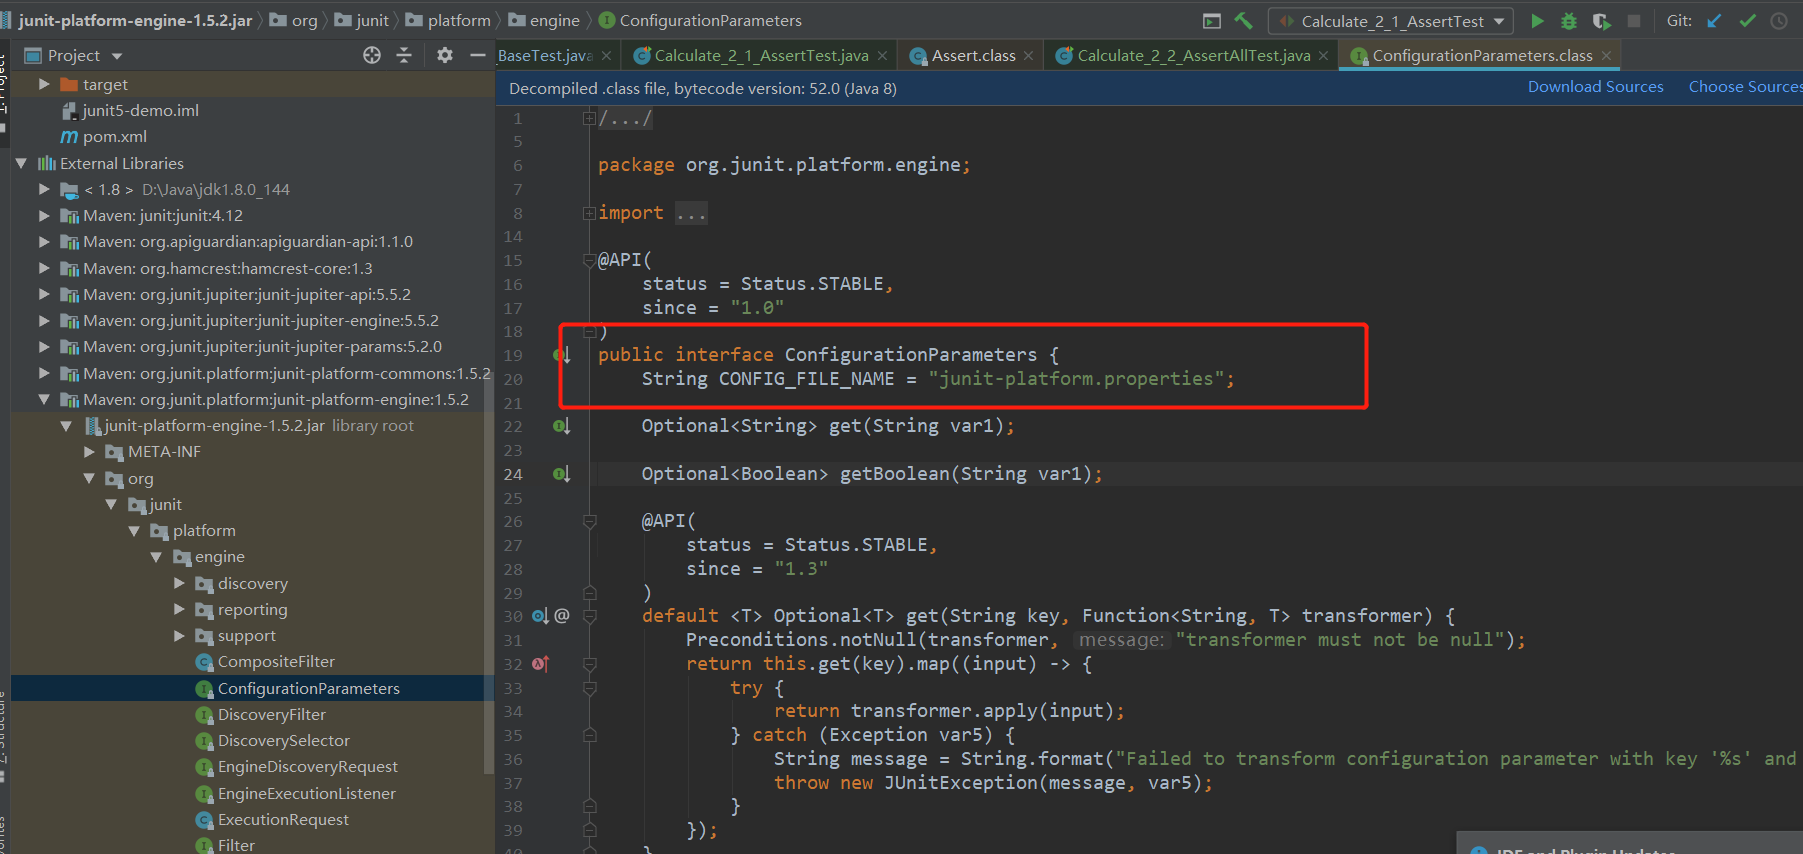 junit-platform-engine-1.5.2.jar org junit platform engine ConfigurationParameters Calculate_2_1_AssertTest Git:
Project
BaseTest.java Calculate_2_1_AssertTest.java Assert.class Calculate_2_2_AssertAllTest.java ConfigurationParameters.class
target
junit5-demo.iml
pom.xml
External Libraries
< 1.8 > D:\Java\jdk1.8.0_144
Maven: junit:junit:4.12
Maven: org.apiguardian:apiguardian-api:1.1.0
Maven: org.hamcrest:hamcrest-core:1.3
Maven: org.junit.jupiter:junit-jupiter-api:5.5.2
Maven: org.junit.jupiter:junit-jupiter-engine:5.5.2
Maven: org.junit.jupiter:junit-jupiter-params:5.2.0
Maven: org.junit.platform:junit-platform-commons:1.5.2
Maven: org.junit.platform:junit-platform-engine:1.5.2
junit-platform-engine-1.5.2.jar library root
META-INF
org
junit
platform
engine
discovery
reporting
support
CompositeFilter
ConfigurationParameters
DiscoveryFilter
DiscoverySelector
EngineDiscoveryRequest
EngineExecutionListener
ExecutionRequest
Filter
Decompiled .class file, bytecode version: 52.0 (Java 8) Download Sources Choose Sources
1 /.../
5
6 package org.junit.platform.engine;
7
8 import ...
14
15 @API(
16 status = Status.STABLE,
17 since = "1.0"
18 )
19 public interface ConfigurationParameters {
20 String CONFIG_FILE_NAME = "junit-platform.properties";
21
22 Optional<String> get(String var1);
23
24 Optional<Boolean> getBoolean(String var1);
25
26 @API(
27 status = Status.STABLE,
28 since = "1.3"
29 )
30 @ default <T> Optional<T> get(String key, Function<String, T> transformer) {
31 Preconditions.notNull(transformer, message: "transformer must not be null");
32 return this.get(key).map((input) -> {
33 try {
34 return transformer.apply(input);
35 } catch (Exception var5) {
36 String message = String.format("Failed to transform configuration parameter with key '%s' and
37 throw new JUnitException(message, var5);
38 }
39 });
40 }
IDE and Plugin Updates